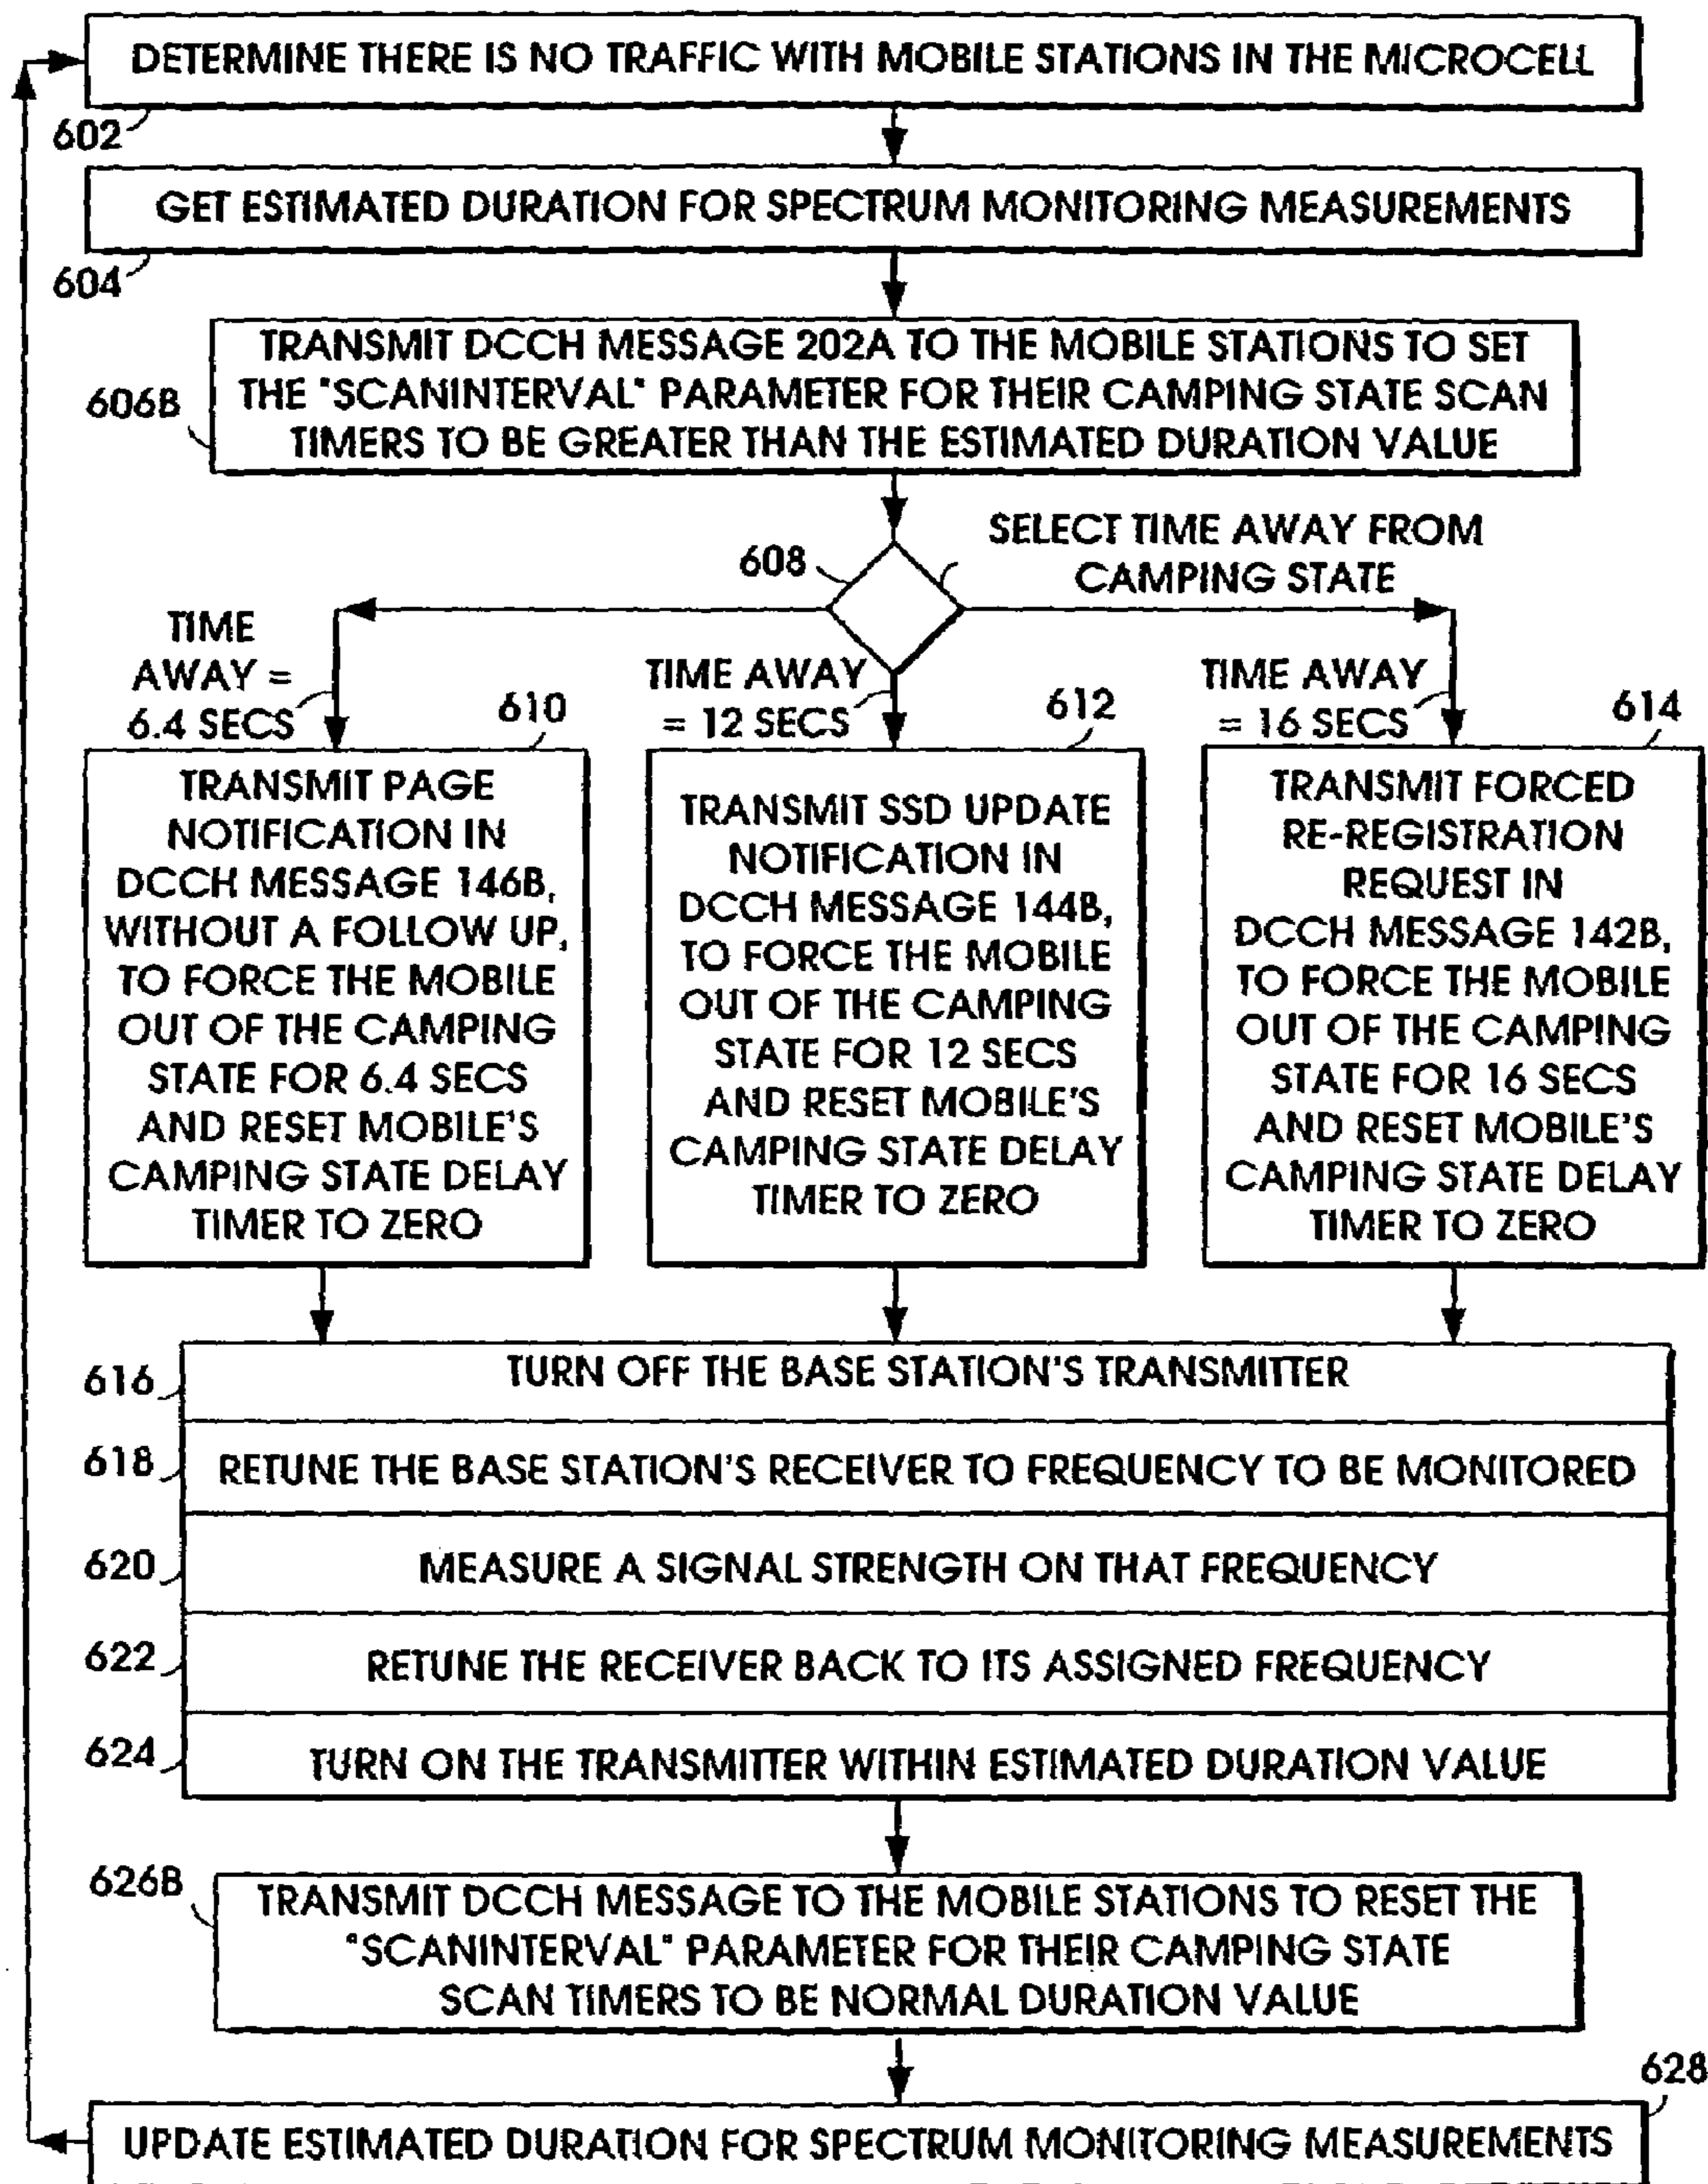 DETERMINE THERE IS NO TRAFFIC WITH MOBILE STATIONS IN THE MICROCELL
602
GET ESTIMATED DURATION FOR SPECTRUM MONITORING MEASUREMENTS
604
TRANSMIT DCCH MESSAGE 202A TO THE MOBILE STATIONS TO SET
THE "SCANINTERVAL" PARAMETER FOR THEIR CAMPING STATE SCAN
TIMERS TO BE GREATER THAN THE ESTIMATED DURATION VALUE
606B
608
SELECT TIME AWAY FROM
CAMPING STATE
TIME
AWAY =
6.4 SECS
610
TIME AWAY
= 12 SECS
612
TIME AWAY
= 16 SECS
614
TRANSMIT PAGE
NOTIFICATION IN
DCCH MESSAGE 146B,
WITHOUT A FOLLOW UP,
TO FORCE THE MOBILE
OUT OF THE CAMPING
STATE FOR 6.4 SECS
AND RESET MOBILE'S
CAMPING STATE DELAY
TIMER TO ZERO
TRANSMIT SSD UPDATE
NOTIFICATION IN
DCCH MESSAGE 144B,
TO FORCE THE MOBILE
OUT OF THE CAMPING
STATE FOR 12 SECS
AND RESET MOBILE'S
CAMPING STATE DELAY
TIMER TO ZERO
TRANSMIT FORCED
RE-REGISTRATION
REQUEST IN
DCCH MESSAGE 142B,
TO FORCE THE MOBILE
OUT OF THE CAMPING
STATE FOR 16 SECS
AND RESET MOBILE'S
CAMPING STATE DELAY
TIMER TO ZERO
616
TURN OFF THE BASE STATION'S TRANSMITTER
618
RETUNE THE BASE STATION'S RECEIVER TO FREQUENCY TO BE MONITORED
620
MEASURE A SIGNAL STRENGTH ON THAT FREQUENCY
622
RETUNE THE RECEIVER BACK TO ITS ASSIGNED FREQUENCY
624
TURN ON THE TRANSMITTER WITHIN ESTIMATED DURATION VALUE
626B
TRANSMIT DCCH MESSAGE TO THE MOBILE STATIONS TO RESET THE
"SCANINTERVAL" PARAMETER FOR THEIR CAMPING STATE
SCAN TIMERS TO BE NORMAL DURATION VALUE
628
UPDATE ESTIMATED DURATION FOR SPECTRUM MONITORING MEASUREMENTS